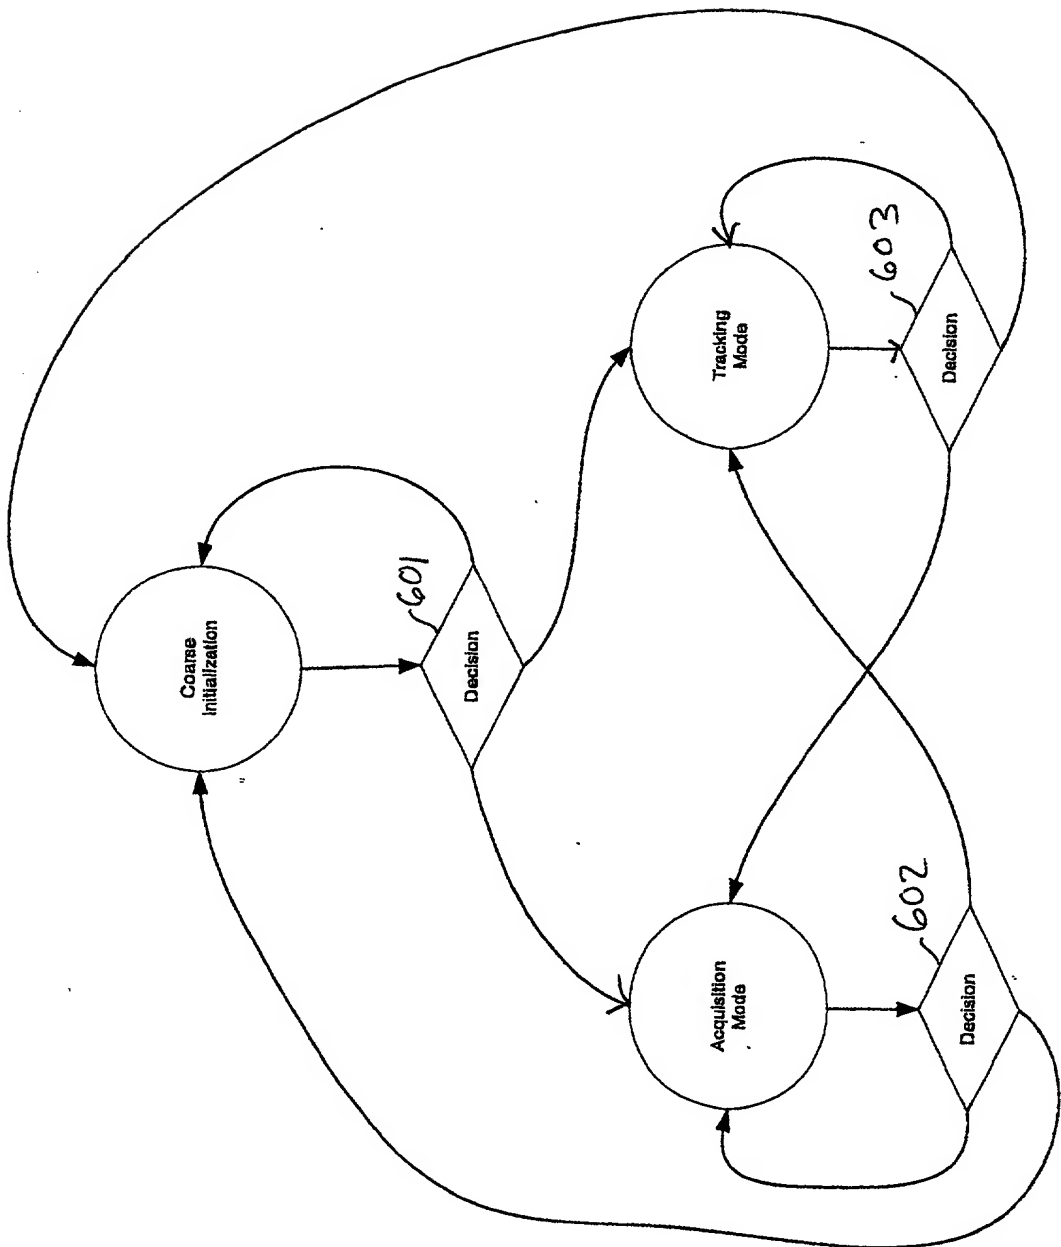 Coarse
Initialization
601
Decision
Tracking
Mode
603
Decision
Acquisition
Mode
602
Decision